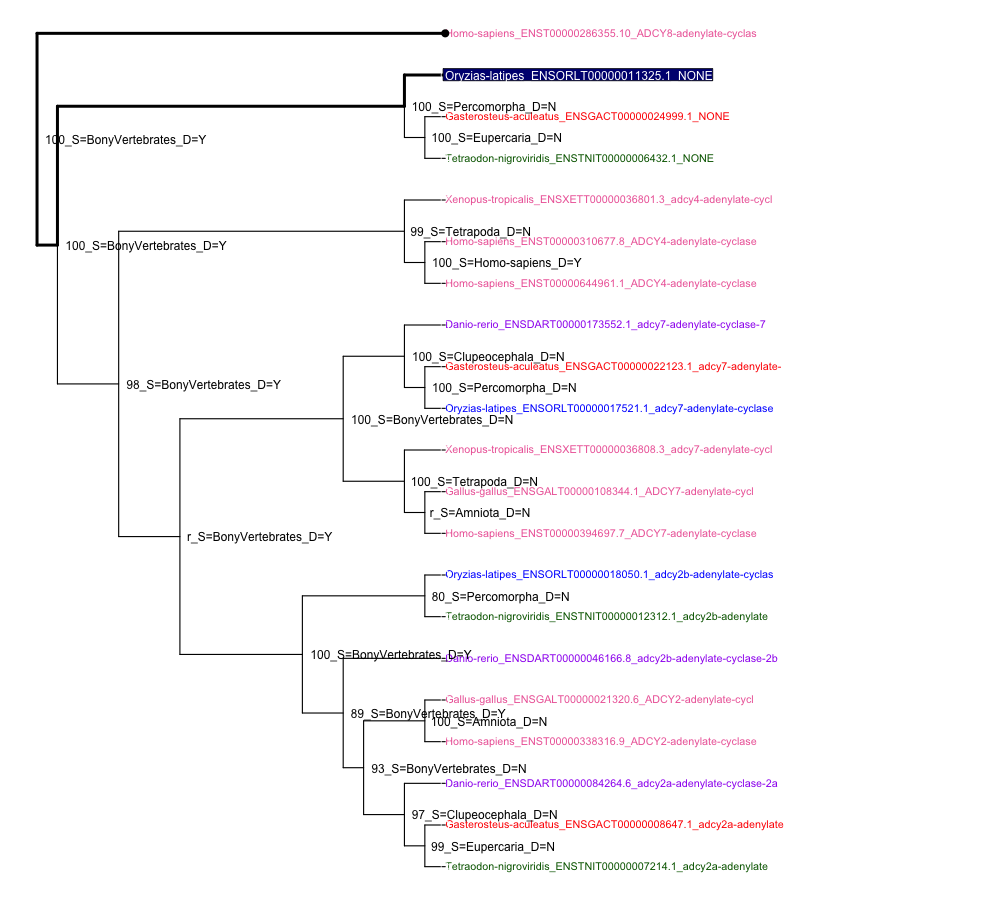 Homo-sapiens_ENST00000286355.10_ADCY8-adenylate-cyclas
Oryzias-latipes_ENSORLT00000011325.1_NONE
100_S=Percomorpha_D=N
Gasterosteus-aculeatus_ENSGACT00000024999.1_NONE
100_S=BonyVertebrates_D=Y
100_S=Eupercaria_D=N
Tetraodon-nigroviridis_ENSTNIT00000006432.1_NONE
Xenopus-tropicalis_ENSXETT00000036801.3_adcy4-adenylate-cycl
99_S=Tetrapoda_D=N
Homo-sapiens_ENST00000310677.8_ADCY4-adenylate-cyclase
100_S=BonyVertebrates_D=Y
100_S=Homo-sapiens_D=Y
Homo-sapiens_ENST00000644961.1_ADCY4-adenylate-cyclase
Danio-rerio_ENSDART00000173552.1_adcy7-adenylate-cyclase-7
100_S=Clupeocephala_D=N
Gasterosteus-aculeatus_ENSGACT00000022123.1_adcy7-adenylate-
98_S=BonyVertebrates_D=Y
100_S=Percomorpha_D=N
Oryzias-latipes_ENSORLT00000017521.1_adcy7-adenylate-cyclase
100_S=BonyVertebrates_D=N
Xenopus-tropicalis_ENSXETT00000036808.3_adcy7-adenylate-cycl
100_S=Tetrapoda_D=N
Gallus-gallus_ENSGALT00000108344.1_ADCY7-adenylate-cycl
r_S=Amniota_D=N
Homo-sapiens_ENST00000394697.7_ADCY7-adenylate-cyclase
r_S=BonyVertebrates_D=Y
Oryzias-latipes_ENSORLT00000018050.1_adcy2b-adenylate-cyclas
80_S=Percomorpha_D=N
Tetraodon-nigroviridis_ENSTNIT00000012312.1_adcy2b-adenylate
100_S=BonyVertebrates_D=Y
Danio-rerio_ENSDART00000046166.8_adcy2b-adenylate-cyclase-2b
Gallus-gallus_ENSGALT00000021320.6_ADCY2-adenylate-cycl
89_S=BonyVertebrates_D=Y
100_S=Amniota_D=N
Homo-sapiens_ENST00000338316.9_ADCY2-adenylate-cyclase
93_S=BonyVertebrates_D=N
Danio-rerio_ENSDART00000084264.6_adcy2a-adenylate-cyclase-2a
97_S=Clupeocephala_D=N
Gasterosteus-aculeatus_ENSGACT00000008647.1_adcy2a-adenylate
99_S=Eupercaria_D=N
Tetraodon-nigroviridis_ENSTNIT00000007214.1_adcy2a-adenylate